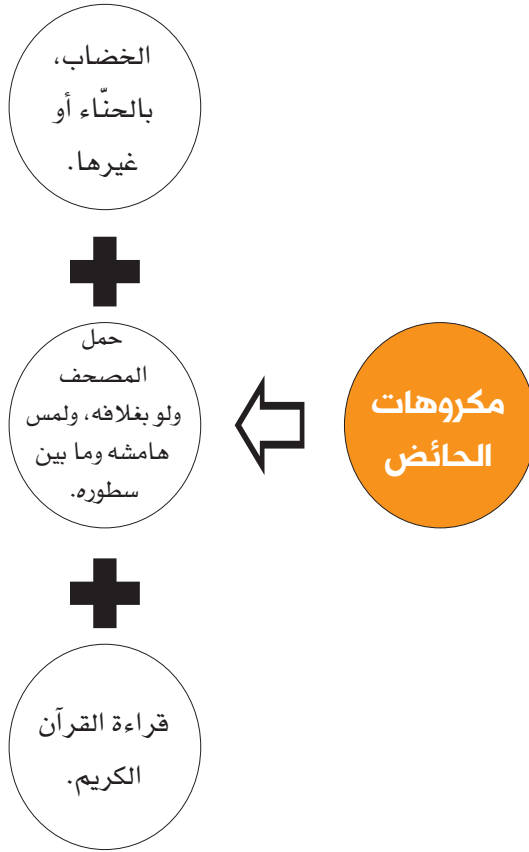 مكروهات
الحائض
الخضاب،
بالحنّاء أو
غيرها.
حمل
المصحف
ولو بغلافه، ولمس
هامشه وما بين
سطوره.
قراءة القرآن
الكريم.